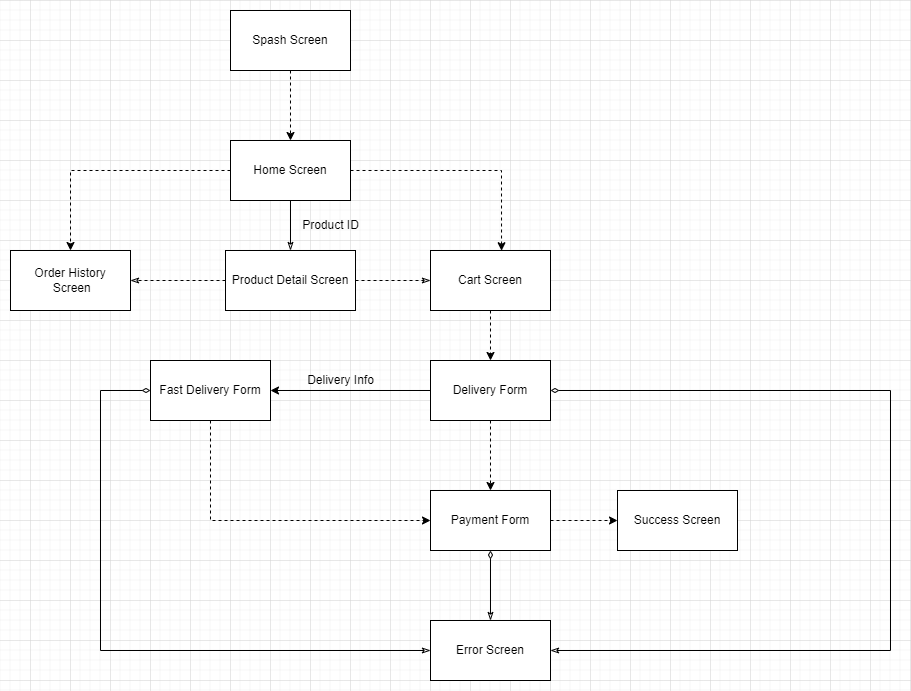 Spash Screen
Home Screen
Product ID
Order History
Screen
Product Detail Screen
Cart Screen
Delivery Info
Fast Delivery Form
Delivery Form
Payment Form
Success Screen
Error Screen